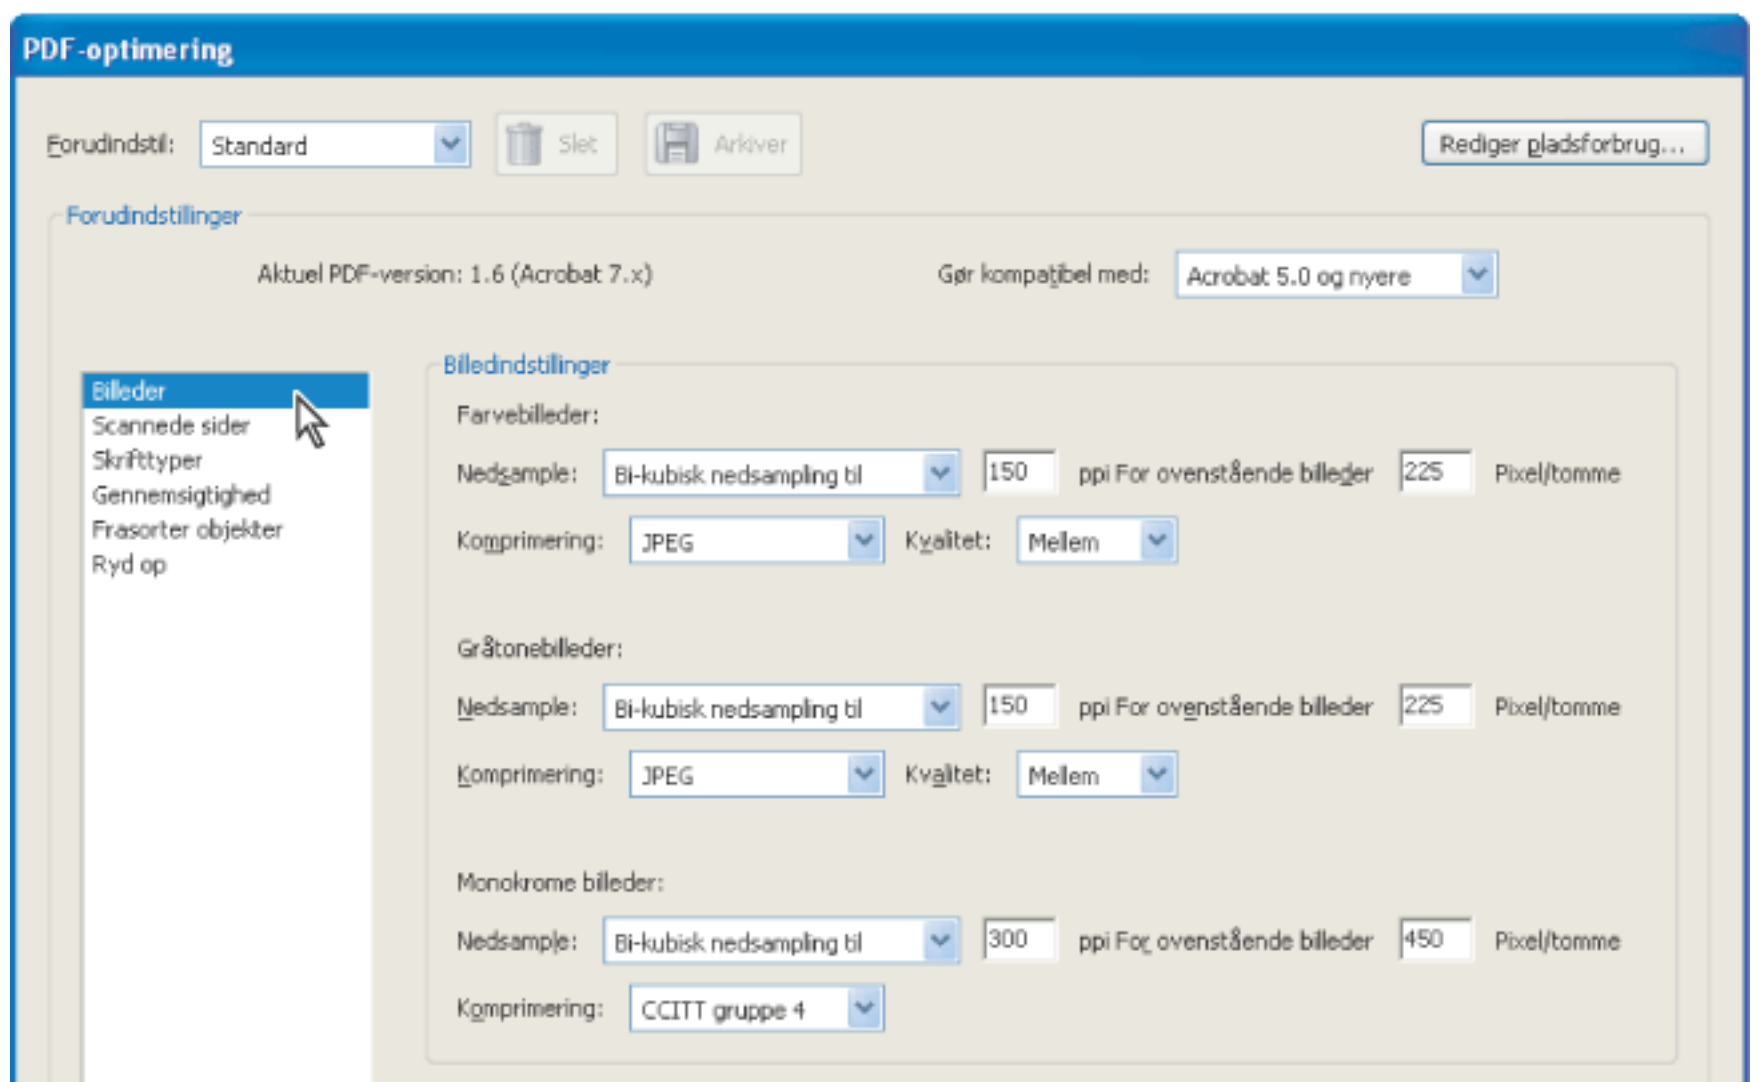 PDF-optimering
Forudindstil: Standard Slet Arkiver Rediger pladsforbrug...
Forudindstillinger
Aktuel PDF-version: 1.6 (Acrobat 7.x) Gør kompatibel med: Acrobat 5.0 og nyere
Billeder
Scannede sider
Skrifttyper
Gennemsigtighed
Frasorter objekter
Ryd op
Billedindstillinger
Farvebilleder:
Nedsample: Bi-kubisk nedsampling til 150 ppi For ovenstående billeder 225 Pixel/tomme
Komprimering: JPEG Kvalitet: Mellem
Gråtonebilleder:
Nedsample: Bi-kubisk nedsampling til 150 ppi For ovenstående billeder 225 Pixel/tomme
Komprimering: JPEG Kvalitet: Mellem
Monokrome billeder:
Nedsample: Bi-kubisk nedsampling til 300 ppi For ovenstående billeder 450 Pixel/tomme
Komprimering: CCITT gruppe 4